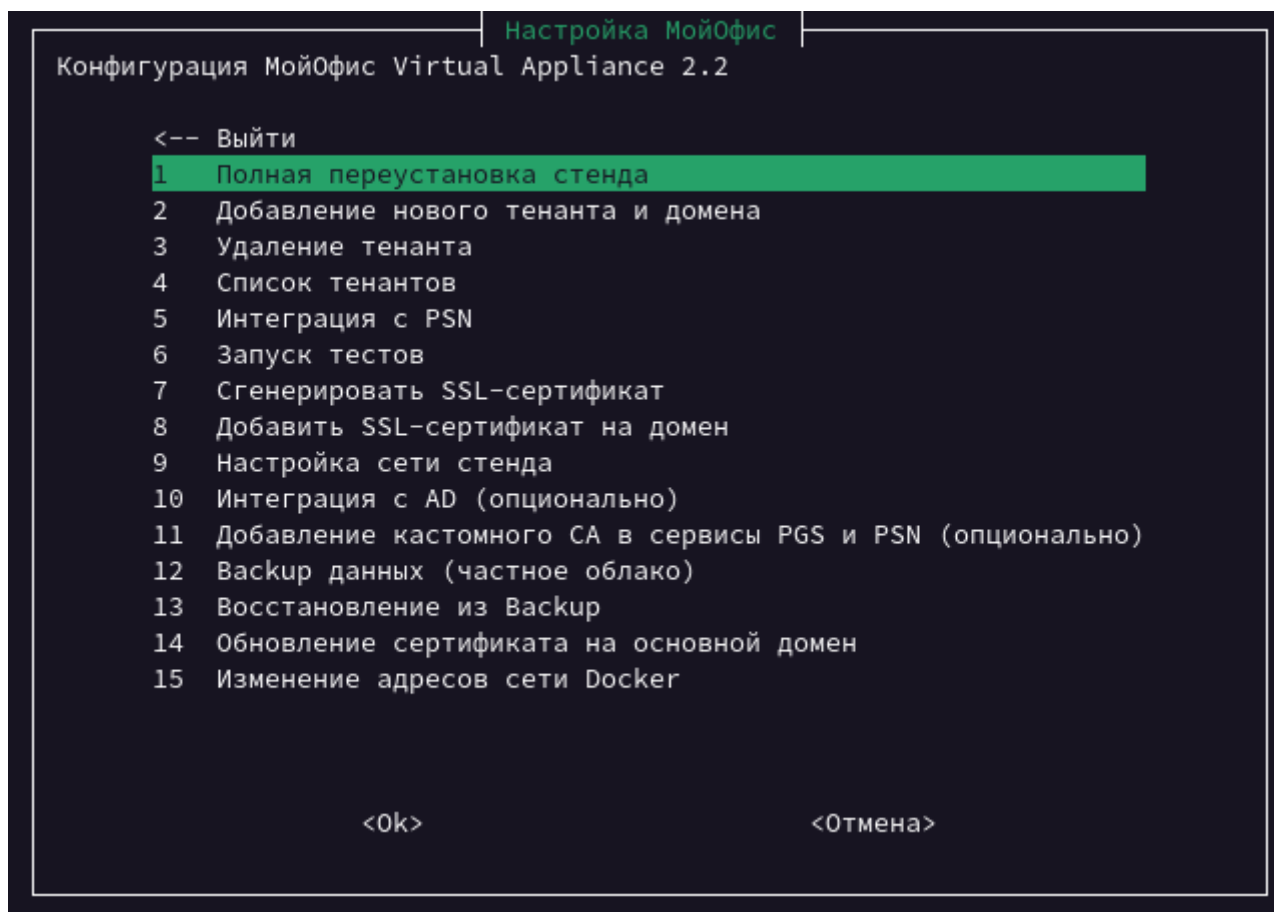 Настройка МойОфис
Конфигурация МойОфис Virtual Appliance 2.2
<-- Выйти
1 Полная переустановка стенда
2 Добавление нового тенанта и домена
3 Удаление тенанта
4 Список тенантов
5 Интеграция с PSN
6 Запуск тестов
7 Сгенерировать SSL-сертификат
8 Добавить SSL-сертификат на домен
9 Настройка сети стенда
10 Интеграция с AD (опционально)
11 Добавление кастомного CA в сервисы PGS и PSN (опционально)
12 Backup данных (частное облако)
13 Восстановление из Backup
14 Обновление сертификата на основной домен
15 Изменение адресов сети Docker
<Ok> <Отмена>